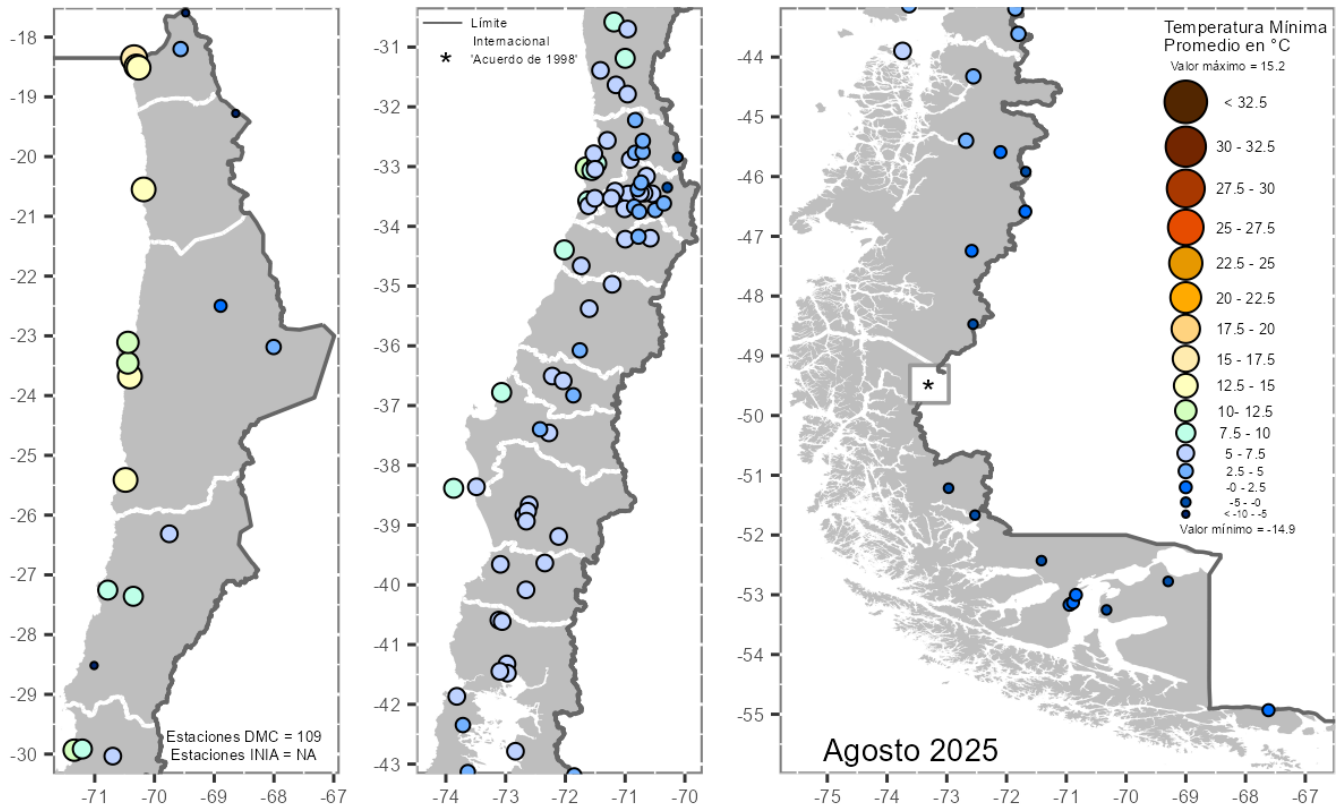 -18
-19
-20
-21
-22
-23
-24
-25
-26
-27
-28
-29
-30
-71
-70
-69
-68
-67
Estaciones DMC = 109
Estaciones INIA = NA
Límite
Internacional
* 'Acuerdo de 1998'
-31
-32
-33
-34
-35
-36
-37
-38
-39
-40
-41
-42
-43
-74
-73
-72
-71
-70
-44
-45
-46
-47
-48
-49
-50
-51
-52
-53
-54
-55
-75
-74
-73
-72
-71
-70
-69
-68
-67
*
Agosto 2025
Temperatura Mínima
Promedio en °C
Valor máximo = 15.2
< 32.5
30 - 32.5
27.5 - 30
25 - 27.5
22.5 - 25
20 - 22.5
17.5 - 20
15 - 17.5
12.5 - 15
10- 12.5
7.5 - 10
5 - 7.5
2.5 - 5
-0 - 2.5
-5 - -0
< -10 - -5
Valor mínimo = -14.9